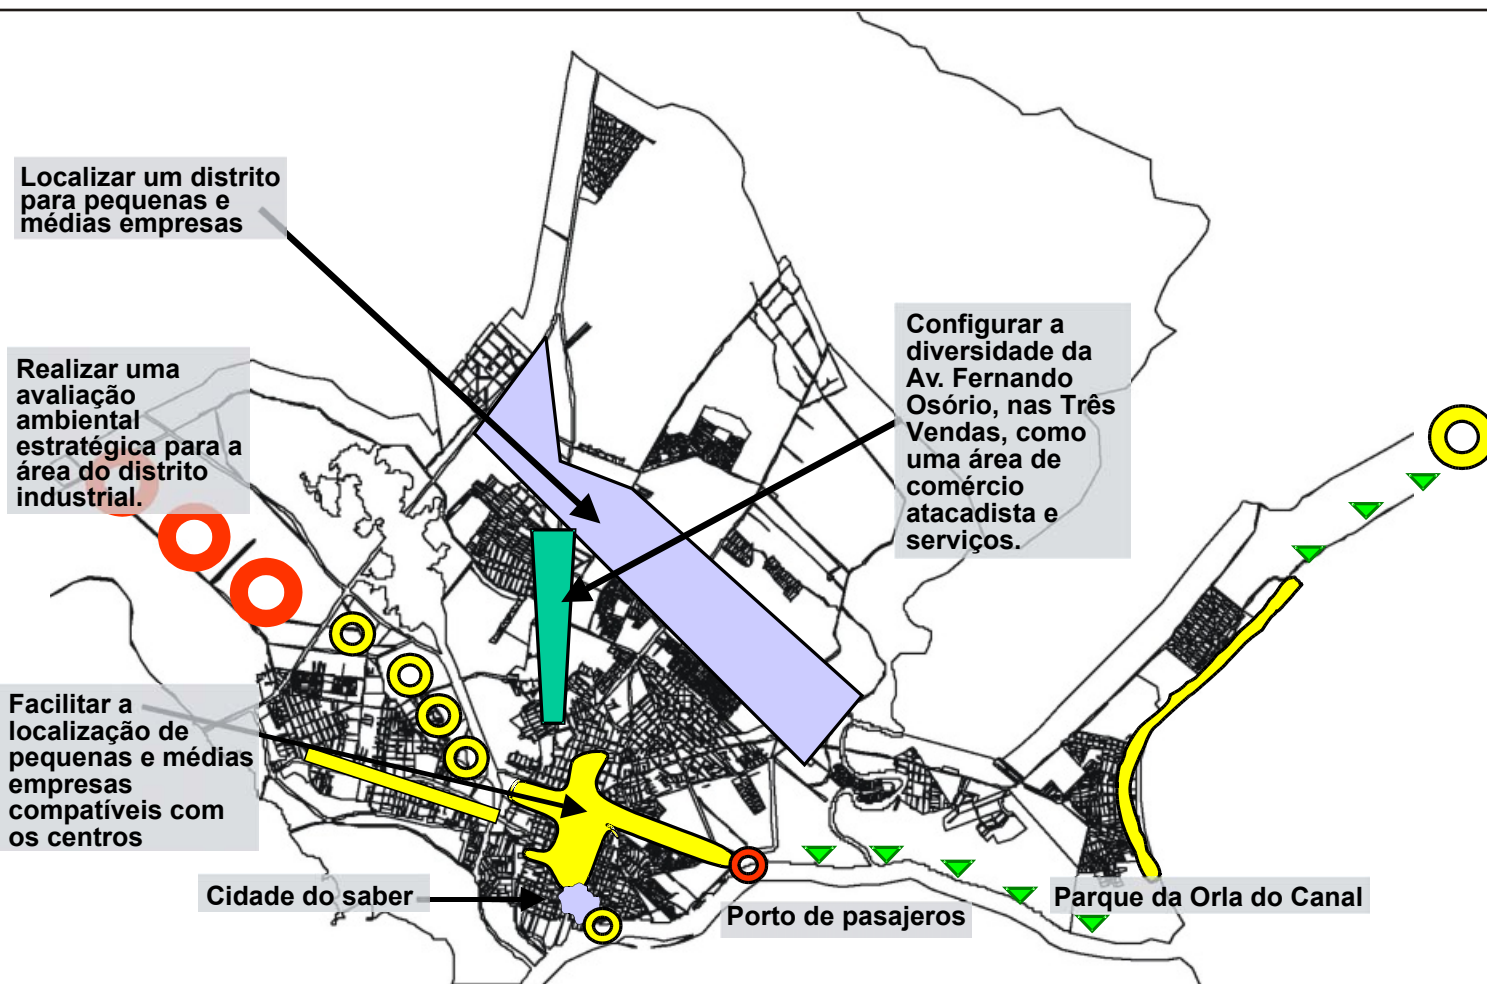 Localizar um distrito
para pequenas e
médias empresas
Configurar a
diversidade da
Av. Fernando
Osório, nas Três
Vendas, como
uma área de
comércio
atacadista e
serviços.
Realizar uma
avaliação
ambiental
estratégica para a
área do distrito
industrial.
Facilitar a
localização de
pequenas e médias
empresas
compatíveis com
os centros
Cidade do saber
Porto de pasajeros
Parque da Orla do Canal